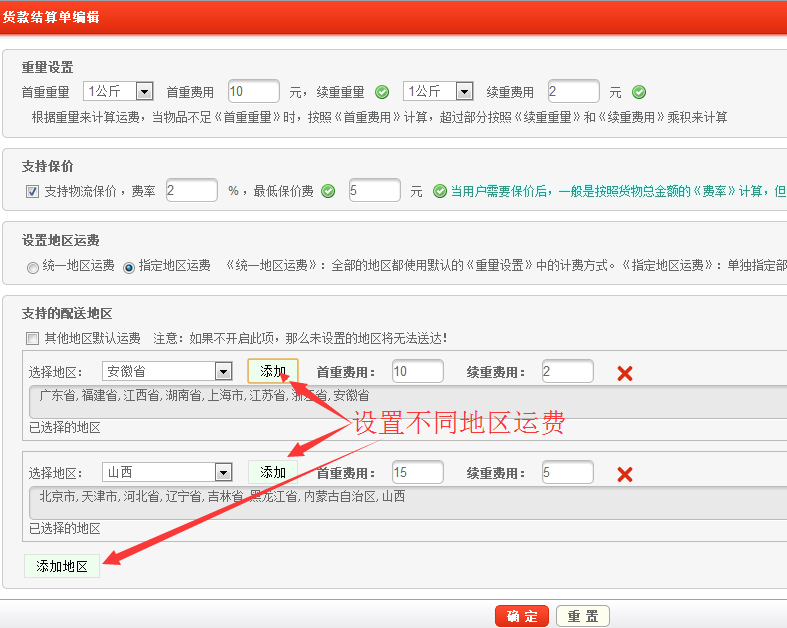 货款结算单编辑
重量设置
首重重量 1公斤 首重费用 10 元，续重重量 1公斤 续重费用 2 元
根据重量来计算运费，当物品不足《首重重量》时，按照《首重费用》计算，超过部分按照《续重重量》和《续重费用》乘积来计算
支持保价
支持物流保价，费率 2 %，最低保价费 5 元 当用户需要保价后，一般是按照货物总金额的《费率》计算，但
设置地区运费
统一地区运费 指定地区运费 《统一地区运费》：全部的地区都使用默认的《重量设置》中的计费方式。《指定地区运费》：单独指定部
支持的配送地区
其他地区默认运费 注意：如果不开启此项，那么未设置的地区将无法送达！
选择地区： 安徽省 添加 首重费用： 10 续重费用： 2
广东省,福建省,江西省,湖南省,上海市,江苏省,浙江省,安徽省
设置不同地区运费
已选择的地区
选择地区： 山西 添加 首重费用： 15 续重费用： 5
北京市,天津市,河北省,辽宁省,吉林省,黑龙江省,内蒙古自治区,山西
已选择的地区
添加地区
确 定 重 置